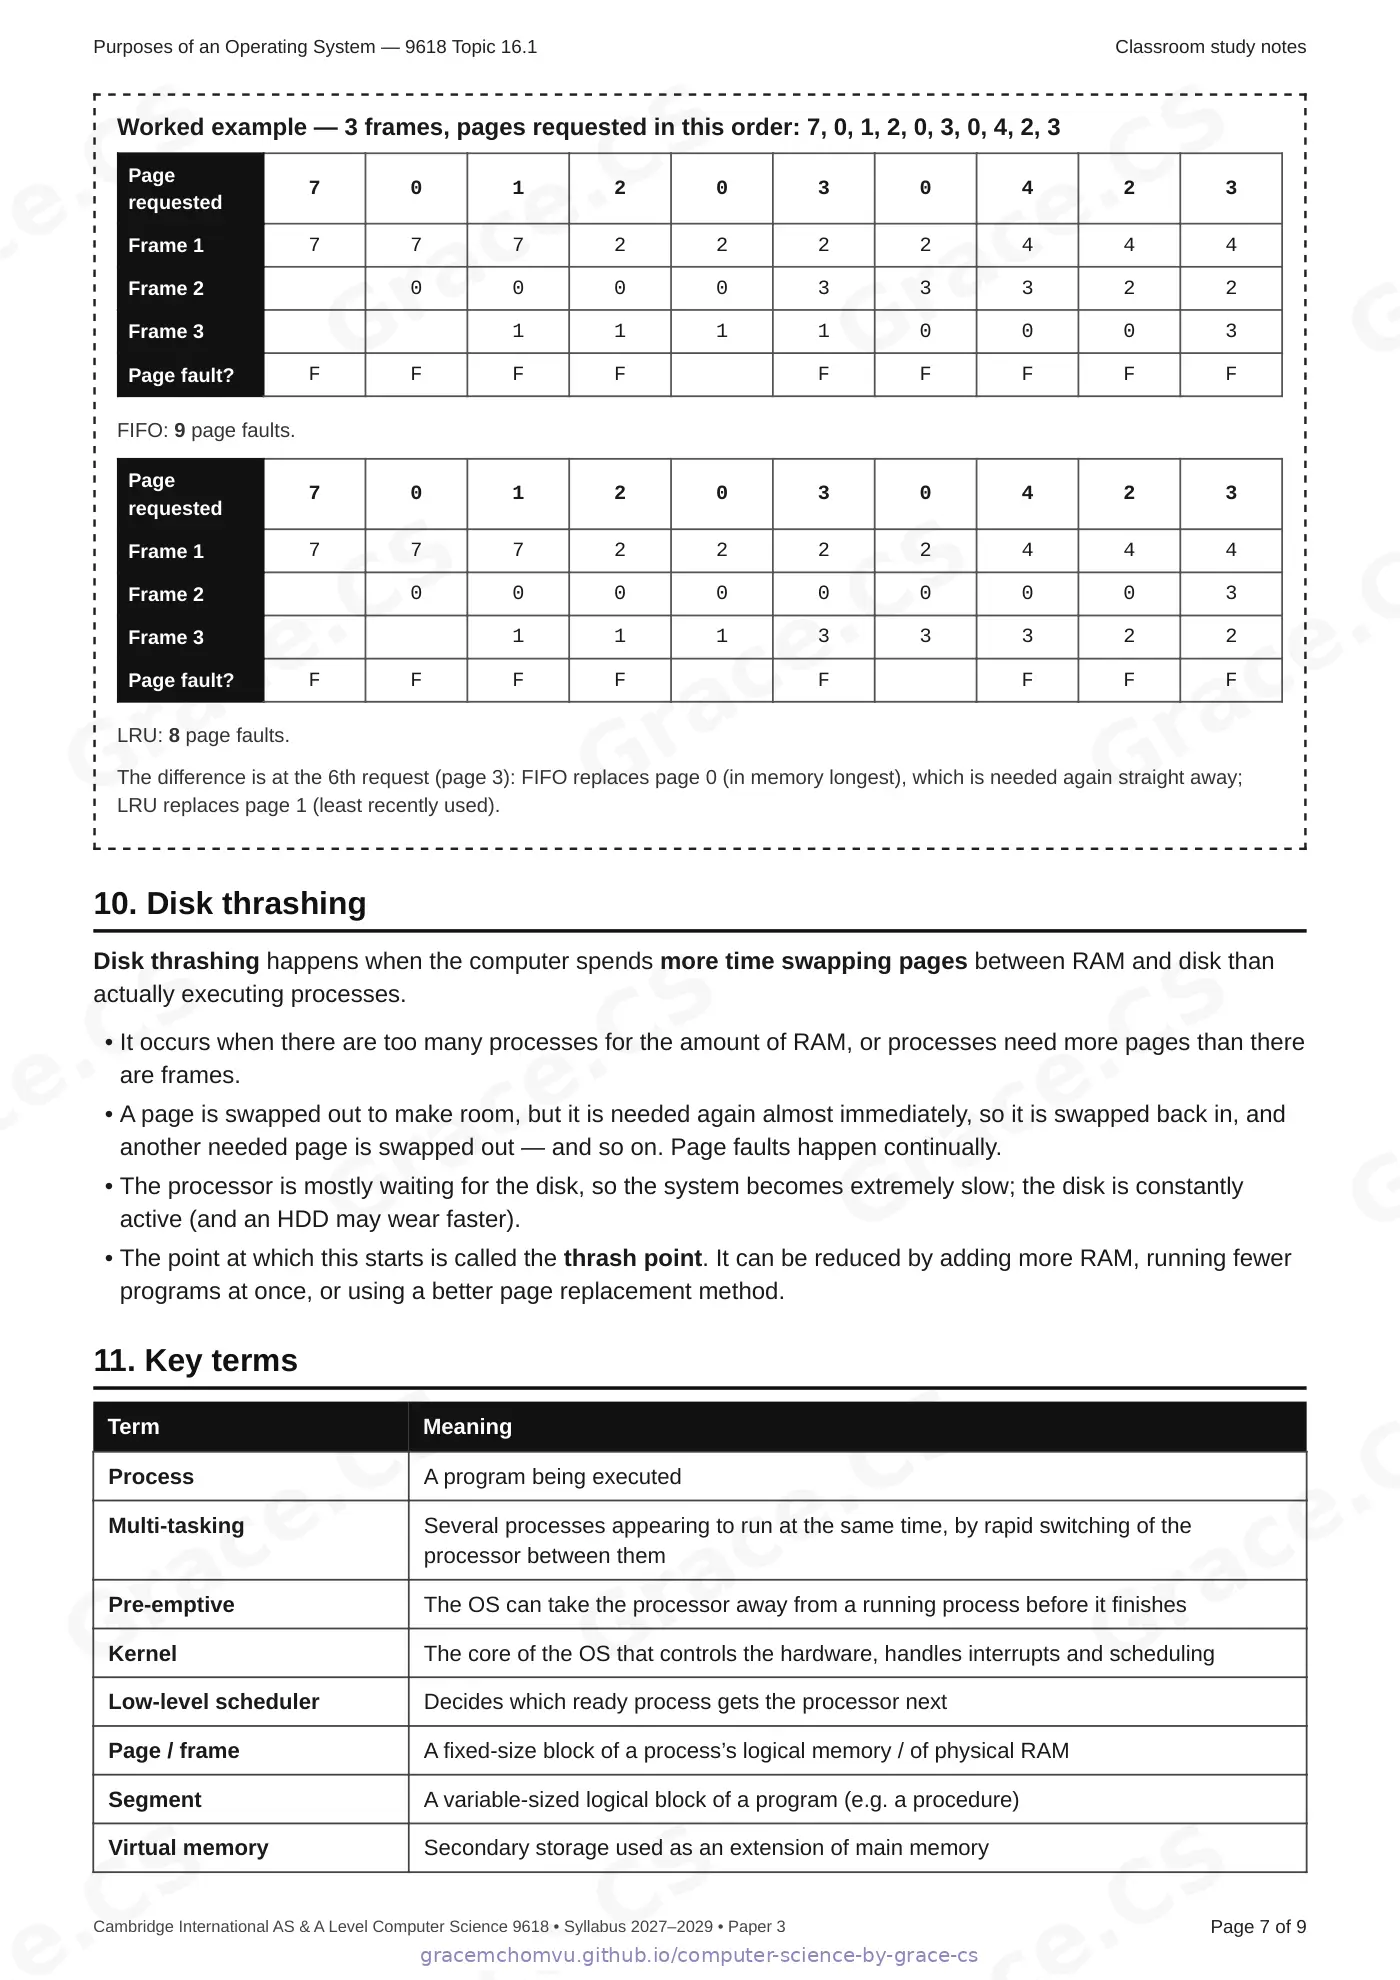 Purposes of an Operating System — 9618 Topic 16.1 Classroom study notes
Worked example — 3 frames, pages requested in this order: 7, 0, 1, 2, 0, 3, 0, 4, 2, 3
Page requested 7 0 1 2 0 3 0 4 2 3
Frame 1 7 7 7 2 2 2 2 4 4 4
Frame 2 0 0 0 0 3 3 3 2 2
Frame 3 1 1 1 1 0 0 0 3
Page fault? F F F F F F F F F
FIFO: 9 page faults.
Page requested 7 0 1 2 0 3 0 4 2 3
Frame 1 7 7 7 2 2 2 2 4 4 4
Frame 2 0 0 0 0 0 0 0 0 3
Frame 3 1 1 1 3 3 3 2 2
Page fault? F F F F F F F F
LRU: 8 page faults.
The difference is at the 6th request (page 3): FIFO replaces page 0 (in memory longest), which is needed again straight away;
LRU replaces page 1 (least recently used).
10. Disk thrashing
Disk thrashing happens when the computer spends more time swapping pages between RAM and disk than
actually executing processes.
• It occurs when there are too many processes for the amount of RAM, or processes need more pages than there
are frames.
• A page is swapped out to make room, but it is needed again almost immediately, so it is swapped back in, and
another needed page is swapped out — and so on. Page faults happen continually.
• The processor is mostly waiting for the disk, so the system becomes extremely slow; the disk is constantly
active (and an HDD may wear faster).
• The point at which this starts is called the thrash point. It can be reduced by adding more RAM, running fewer
programs at once, or using a better page replacement method.
11. Key terms
Term Meaning
Process A program being executed
Multi-tasking Several processes appearing to run at the same time, by rapid switching of the
processor between them
Pre-emptive The OS can take the processor away from a running process before it finishes
Kernel The core of the OS that controls the hardware, handles interrupts and scheduling
Low-level scheduler Decides which ready process gets the processor next
Page / frame A fixed-size block of a process’s logical memory / of physical RAM
Segment A variable-sized logical block of a program (e.g. a procedure)
Virtual memory Secondary storage used as an extension of main memory
Cambridge International AS & A Level Computer Science 9618 • Syllabus 2027–2029 • Paper 3 Page 7 of 9
gracemchomvu.github.io/computer-science-by-grace-cs
Grace.CS